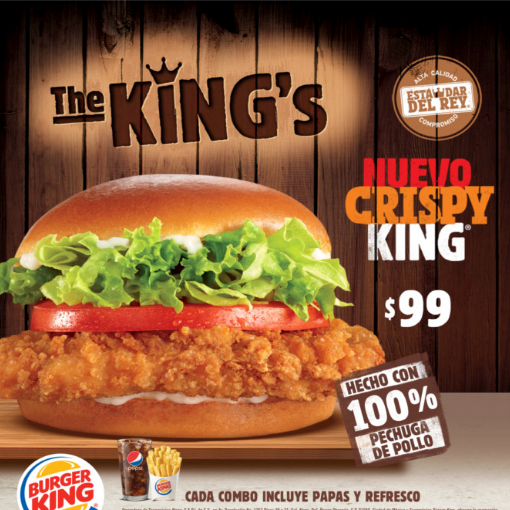 The KING'S
ALTA CALIDAD
ESTANDAR
DEL REY.
COMPROMISO
NUEVO
CRISPY
KING®
$99
HECHO CON
100%
PECHUGA
DE POLLO
pepsi
BURGER
KING
CADA COMBO INCLUYE PAPAS Y REFRESCO